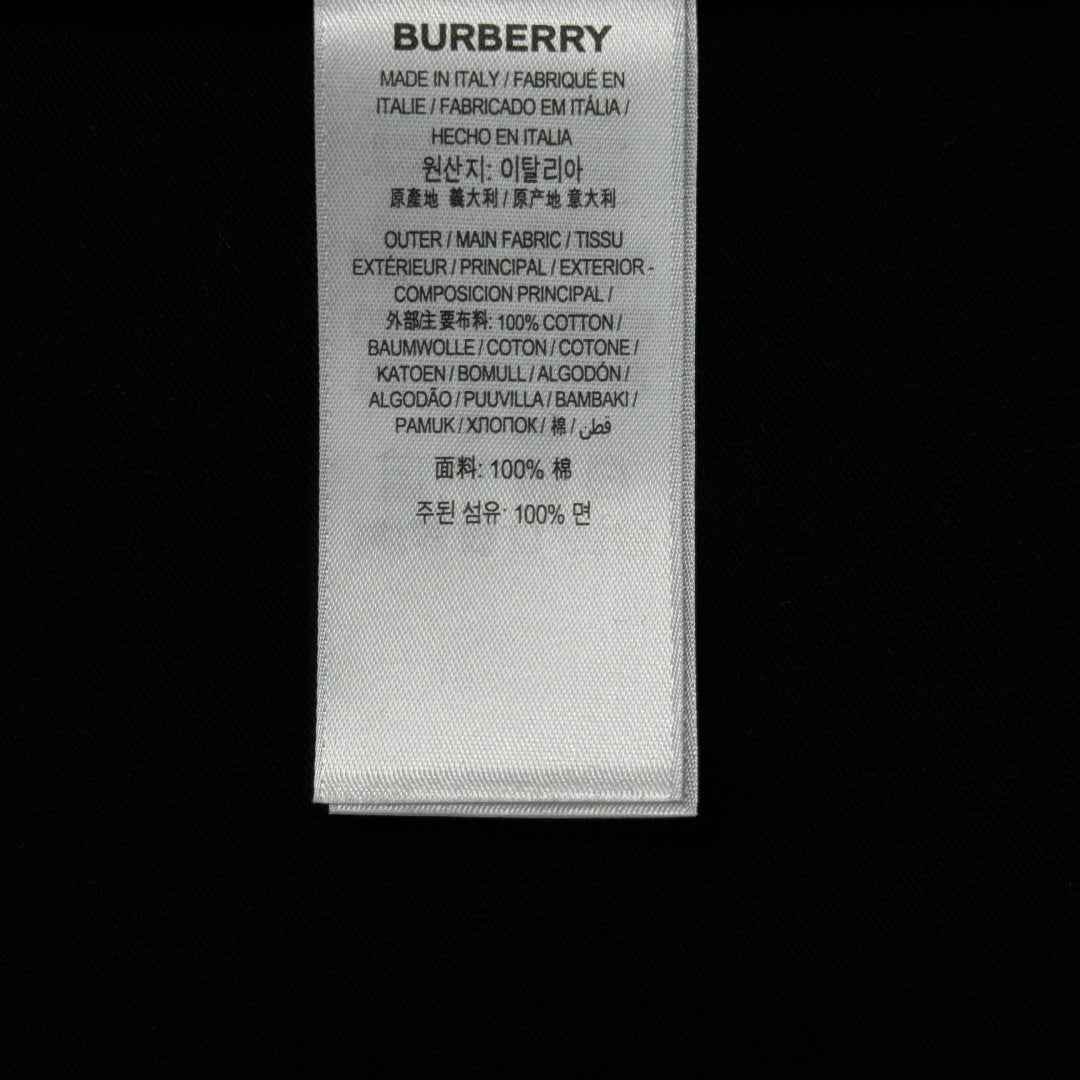 BURBERRY
MADE IN ITALY / FABRIQUÉ EN
ITALIE / FABRICADO EM ITÁLIA /
HECHO EN ITALIA
원산지: 이탈리아
原產地 義大利 / 原产地 意大利
OUTER / MAIN FABRIC / TISSU
EXTÉRIEUR / PRINCIPAL / EXTERIOR -
COMPOSICION PRINCIPAL /
外部主要布料: 100% COTTON /
BAUMWOLLE / COTON / COTONE /
KATOEN / BOMULL / ALGODÓN /
ALGODÃO / PUUVILLA / BAMBAKI /
PAMUK / ХЛОПОК / 棉 / قطن
面料: 100% 棉
주된 섬유: 100% 면